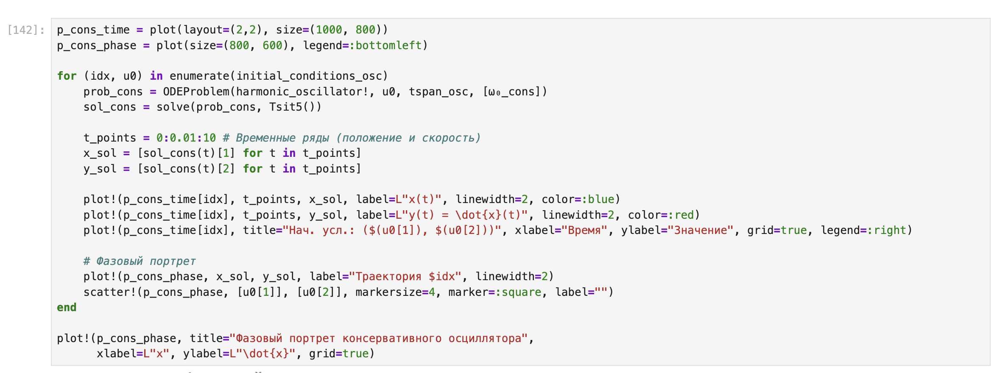 [142]:
p_cons_time = plot(layout=(2,2), size=(1000, 800))
p_cons_phase = plot(size=(800, 600), legend=:bottomleft)
for (idx, u0) in enumerate(initial_conditions_osc)
    prob_cons = ODEProblem(harmonic_oscillator!, u0, tspan_osc, [ω₀_cons])
    sol_cons = solve(prob_cons, Tsit5())
    t_points = 0:0.01:10 # Временные ряды (положение и скорость)
    x_sol = [sol_cons(t)[1] for t in t_points]
    y_sol = [sol_cons(t)[2] for t in t_points]
    plot!(p_cons_time[idx], t_points, x_sol, label=L"x(t)", linewidth=2, color=:blue)
    plot!(p_cons_time[idx], t_points, y_sol, label=L"y(t) = \dot{x}(t)", linewidth=2, color=:red)
    plot!(p_cons_time[idx], title="Нач. усл.: ($(u0[1]), $(u0[2]))", xlabel="Время", ylabel="Значение", grid=true, legend=:right)
    # Фазовый портрет
    plot!(p_cons_phase, x_sol, y_sol, label="Траектория $idx", linewidth=2)
    scatter!(p_cons_phase, [u0[1]], [u0[2]], markersize=4, marker=:square, label="")
end
plot!(p_cons_phase, title="Фазовый портрет консервативного осциллятора",
      xlabel=L"x", ylabel=L"\dot{x}", grid=true)